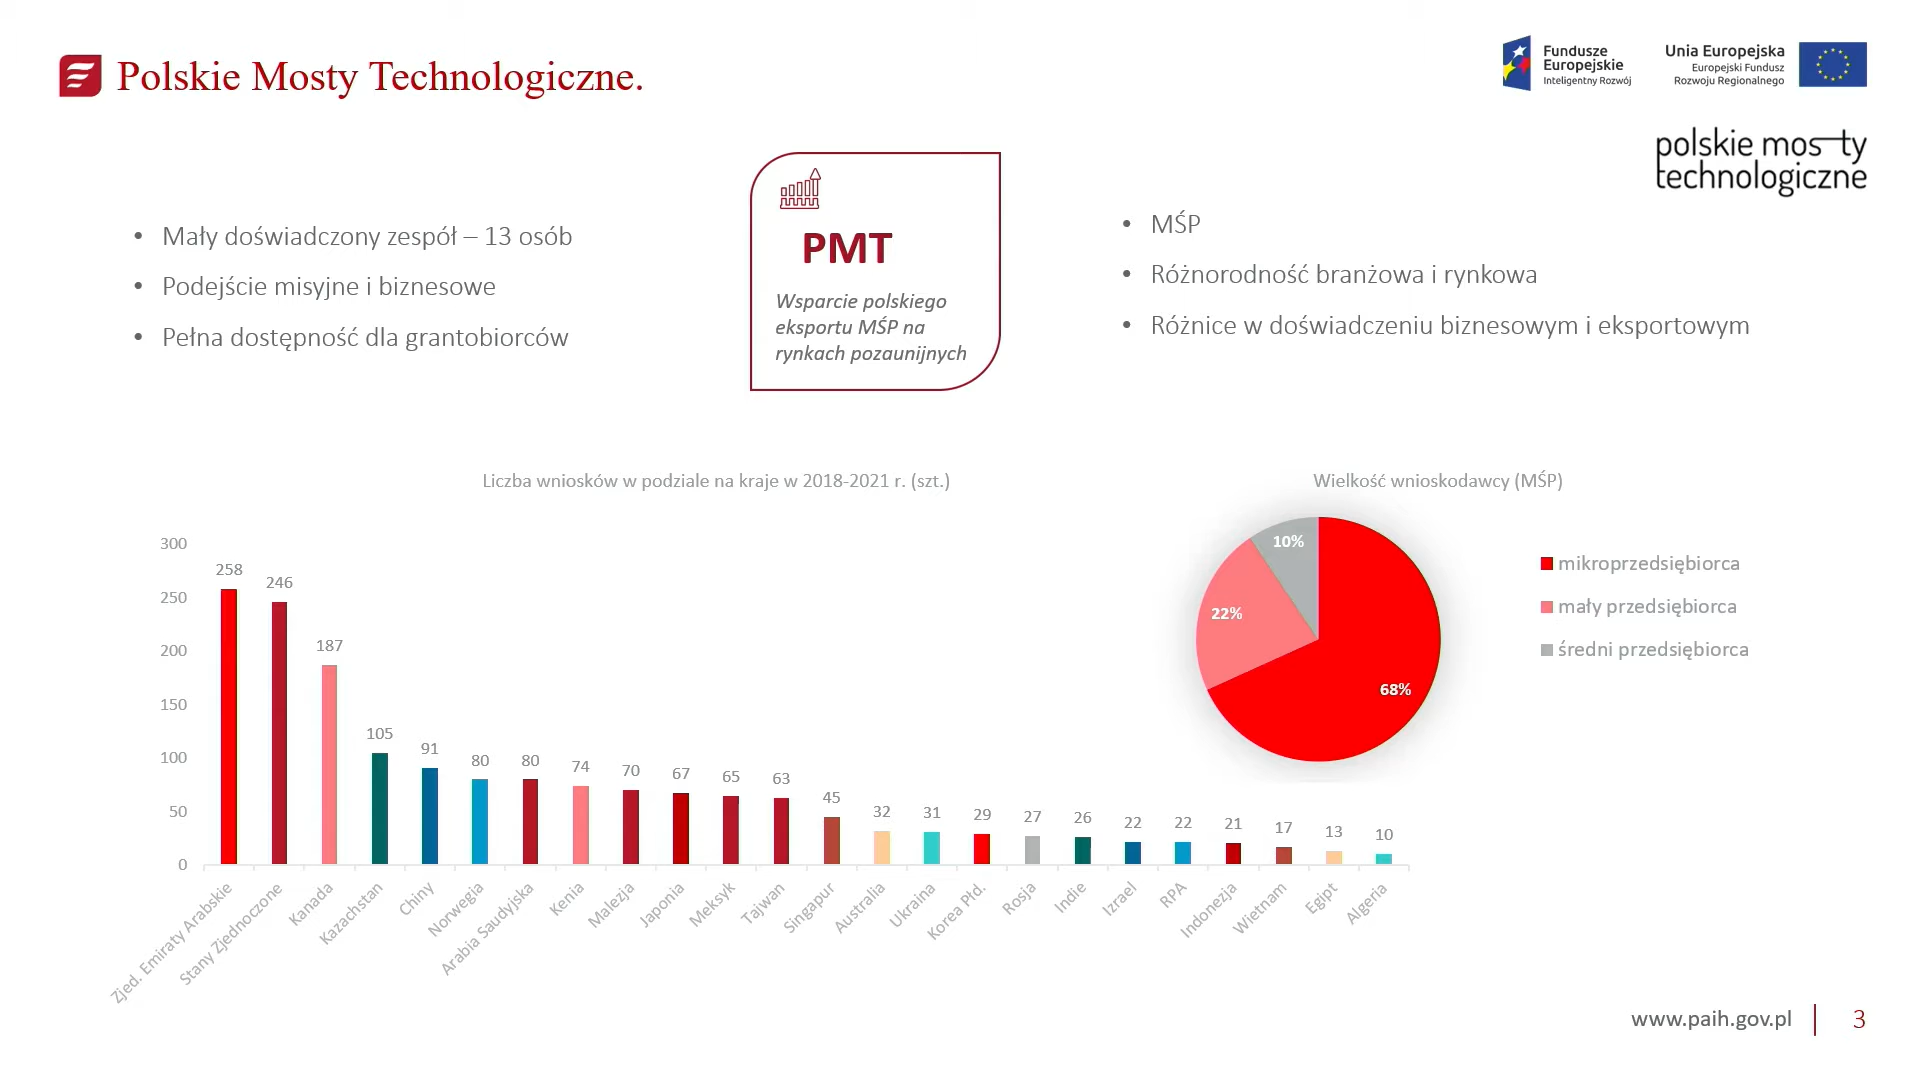 Polskie Mosty Technologiczne.
Fundusze
Europejskie
Inteligentny Rozwój
Unia Europejska
Europejski Fundusz
Rozwoju Regionalnego
polskie mosty
technologiczne
• Mały doświadczony zespół – 13 osób
• Podejście misyjne i biznesowe
• Pełna dostępność dla grantobiorców
PMT
Wsparcie polskiego
eksportu MŚP na
rynkach pozaunijnych
• MŚP
• Różnorodność branżowa i rynkowa
• Różnice w doświadczeniu biznesowym i eksportowym
Liczba wniosków w podziale na kraje w 2018-2021 r. (szt.)
300
250
200
150
100
50
0
258
246
187
105
91
80
80
74
70
67
65
63
45
32
31
29
27
26
22
22
21
17
13
10
Zjed. Emiraty Arabskie
Stany Zjednoczone
Kanada
Kazachstan
Chiny
Norwegia
Arabia Saudyjska
Kenia
Malezja
Japonia
Meksyk
Tajwan
Singapur
Australia
Ukraina
Korea Płd.
Rosja
Indie
Izrael
RPA
Indonezja
Wietnam
Egipt
Algeria
Wielkość wnioskodawcy (MŚP)
10%
22%
68%
mikroprzedsiębiorca
mały przedsiębiorca
średni przedsiębiorca
www.paih.gov.pl
3